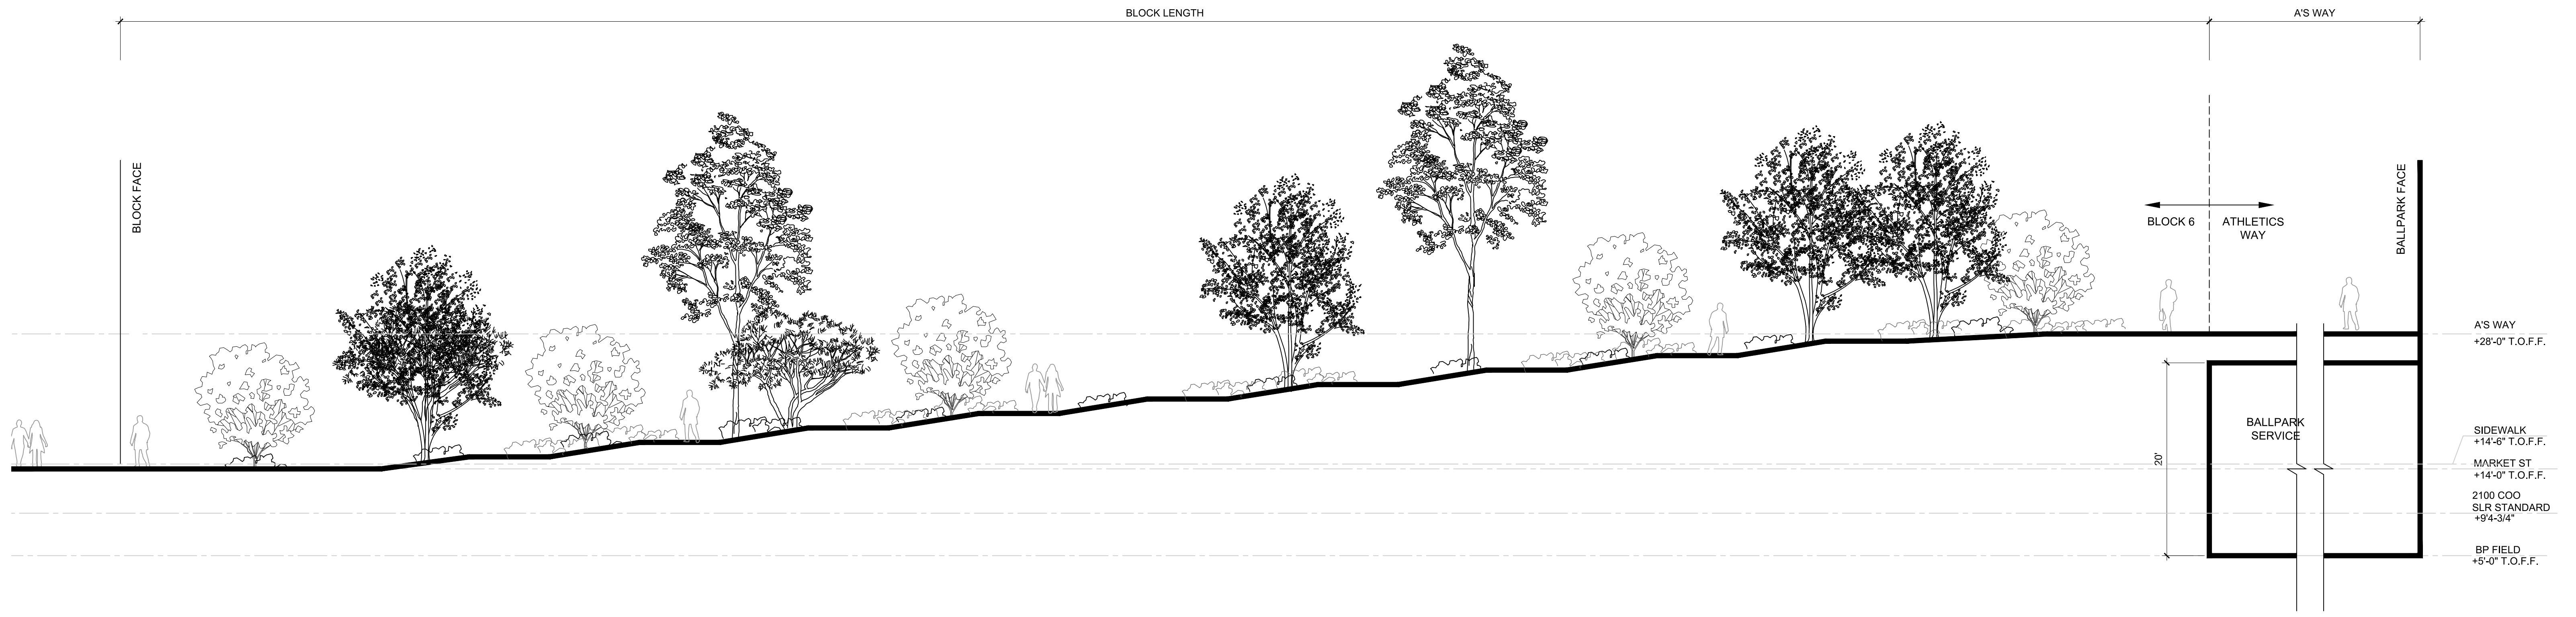 BLOCK LENGTH
A'S WAY
BLOCK FACE
BALLPARK FACE
BLOCK 6
ATHLETICS
WAY
A'S WAY
+28'-0" T.O.F.F.
BALLPARK
SERVICE
20'
SIDEWALK
+14'-6" T.O.F.F.
MARKET ST
+14'-0" T.O.F.F.
2100 COO
SLR STANDARD
+9'4-3/4"
BP FIELD
+5'-0" T.O.F.F.